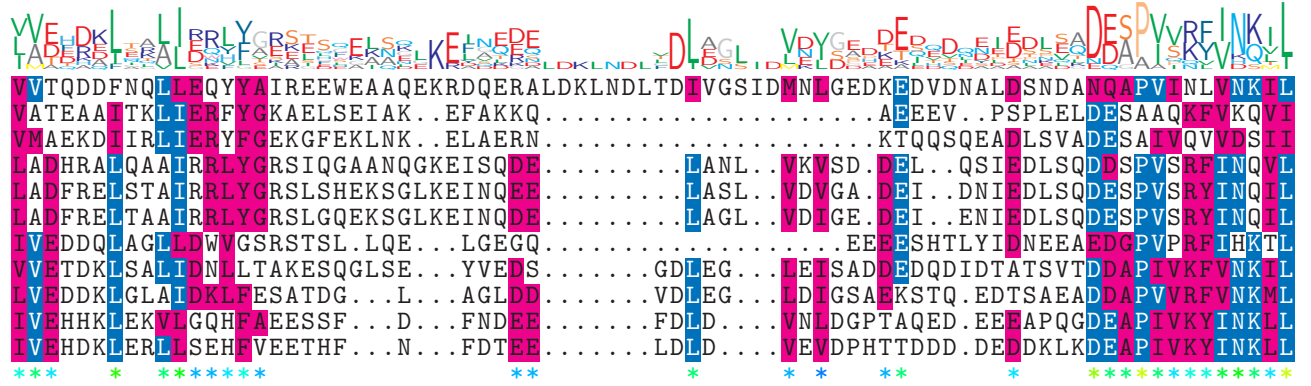 VVTQDDFNQLLEQYYAIREEWEAAQEKRDQERALDKLNDLTDIVGSIDMNLGEDKEDVDNALDSNDANQAPVINLVNKIL
VATEAAITKLIERFYGKAELSEIAK..EFAKKQ.....................AEEEV..PSPLELDESAAQKFVKQVI
VMAEKDIIRLIERYFGEKGFEKLNK..ELAERN.....................KTQQSQEADLSVADESAIVQVVDSII
LADHRALQAAIRRLYGRSIQGAANQGKEISQDE.........LANL..VKVSD.DEL..QSIEDLSQDDSPVSRFINQVL
LADFRELSTAIRRLYGRSLSHEKSGLKEINQEE.........LASL..VDVGA.DEI..DNIEDLSQDESPVSRYINQIL
LADFRELTAAIRRLYGRSLGQEKSGLKEINQDE.........LAGL..VDIGE.DEI..ENIEDLSQDESPVSRYINQIL
IVEDDQLAGLLDWVGSRSTSL.LQE...LGEGQ...................EEEESHTLYIDNEEAEDGPVPRFIHKTL
VVETDKLSALIDNLLTAKESQGLSE...YVEDS.......GDLEG...LEISADDEDQDIDTATSVTDDAPIVKFVNKIL
LVEDDKLGLAIDKLFESATDG...L...AGLDD.......VDLEG...LDIGSAEKSTQ.EDTSAEADDAPVVRFVNKML
IVEHHKLEKVLGQHFAEESSF...D...FNDEE.......FDLD....VNLDGPTAQED.EEEAPQGDEAPIVKYINKLL
IVEHDKLERLLSEHFVEETHF...N...FDTEE.......LDLD....VEVDPHTTDDD.DEDDKLKDEAPIVKYINKLL
*** * ******* ** * * * ** * *************